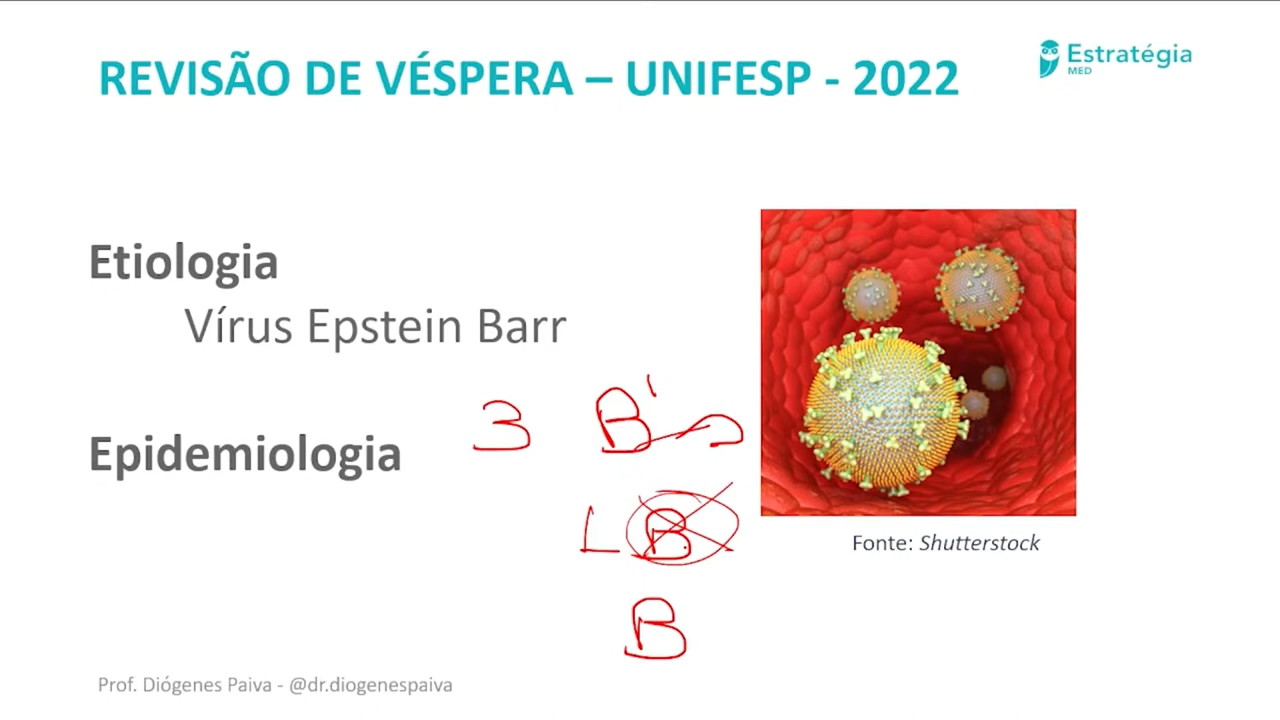 REVISÃO DE VÉSPERA – UNIFESP - 2022
Estratégia
MED
Etiologia
Vírus Epstein Barr
3 B's
Epidemiologia
L B
Fonte: Shutterstock
B
Prof. Diógenes Paiva - @dr.diogenespaiva